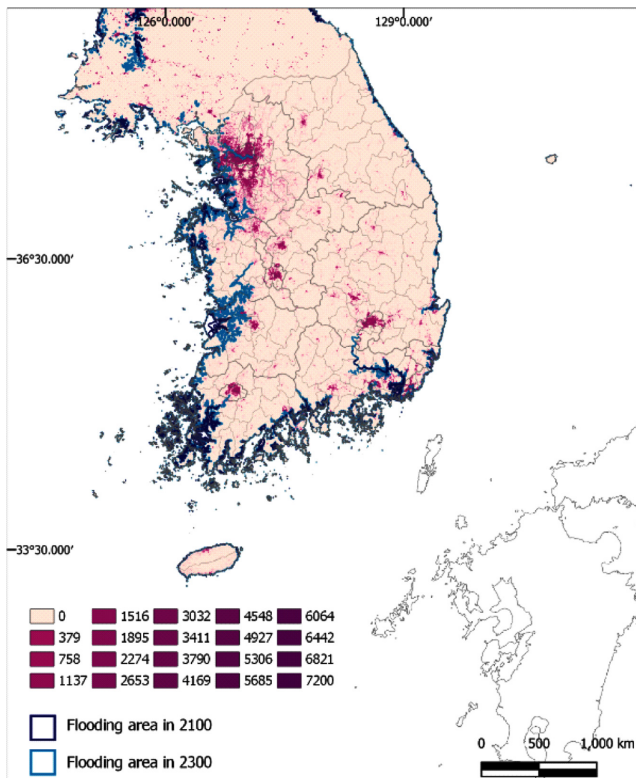 126°0.000′ 129°0.000′
36°30.000′
33°30.000′
0 1516 3032 4548 6064
379 1895 3411 4927 6442
758 2274 3790 5306 6821
1137 2653 4169 5685 7200
Flooding area in 2100
Flooding area in 2300
0 500 1,000 km